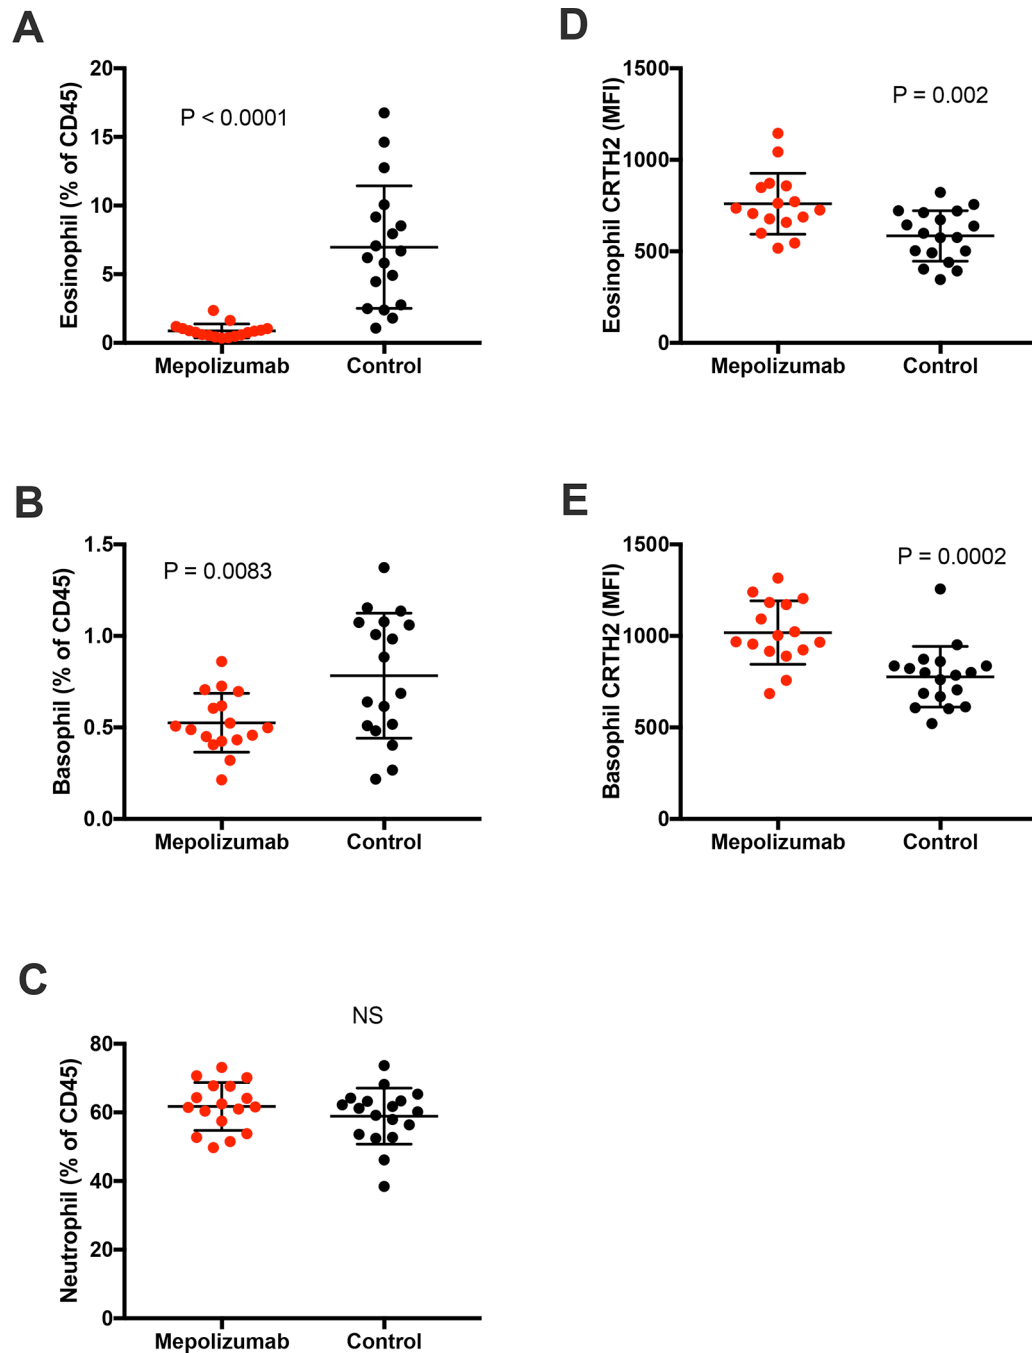 A
Eosinophil (% of CD45)
20
15
10
5
0
P < 0.0001
Mepolizumab
Control
D
Eosinophil CRTH2 (MFI)
1500
1000
500
0
P = 0.002
Mepolizumab
Control
B
Basophil (% of CD45)
1.5
1.0
0.5
0.0
P = 0.0083
Mepolizumab
Control
E
Basophil CRTH2 (MFI)
1500
1000
500
0
P = 0.0002
Mepolizumab
Control
C
Neutrophil (% of CD45)
80
60
40
20
0
NS
Mepolizumab
Control